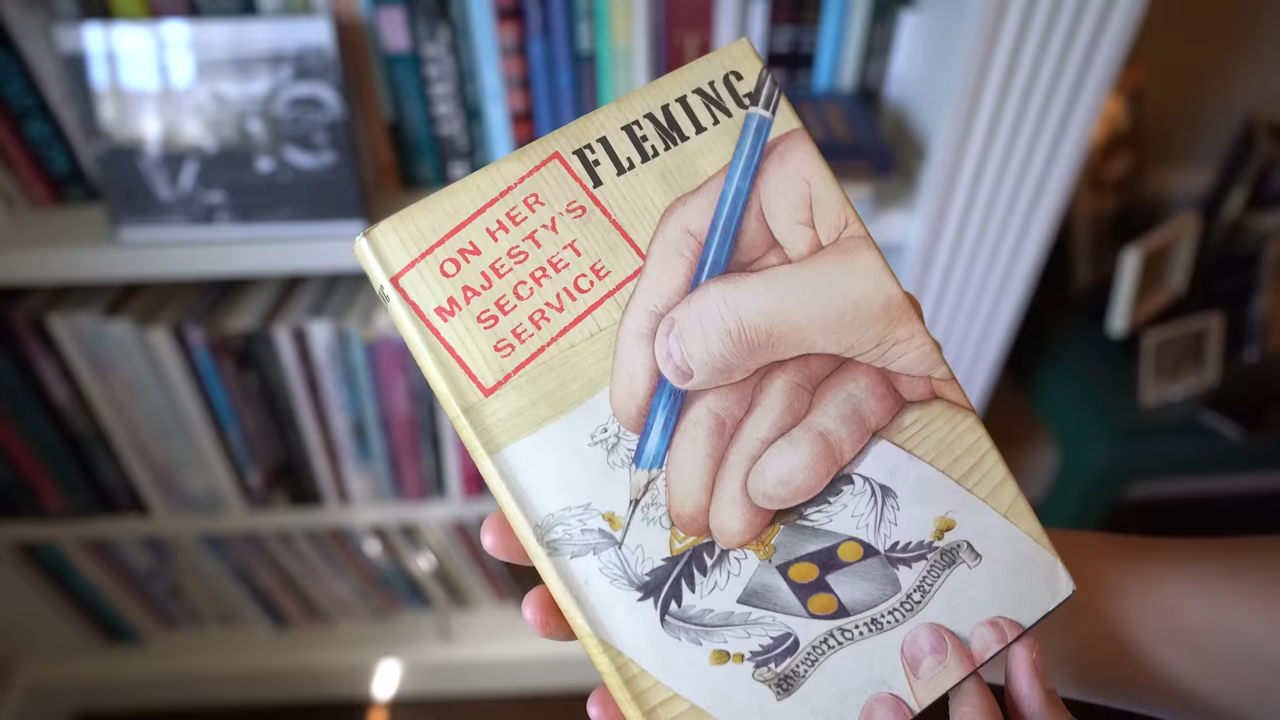 FLEMING
ON HER
MAJESTY'S
SECRET
SERVICE
the:world:is:not:enough